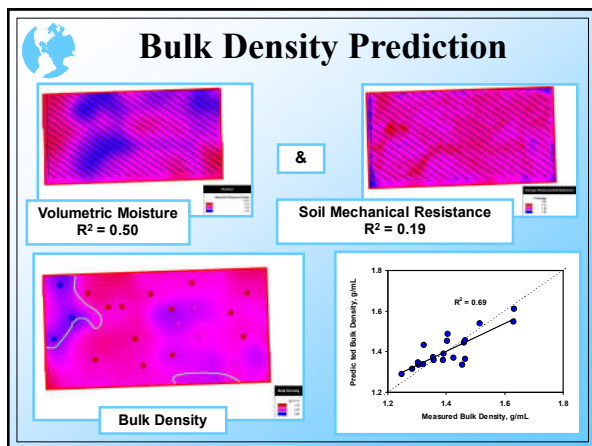 Bulk Density Prediction
&
Volumetric Moisture
R² = 0.50
Soil Mechanical Resistance
R² = 0.19
Bulk Density
Predicted Bulk Density, g/mL
1.8
1.6
1.4
1.2
R² = 0.69
1.2 1.4 1.6 1.8
Measured Bulk Density, g/mL